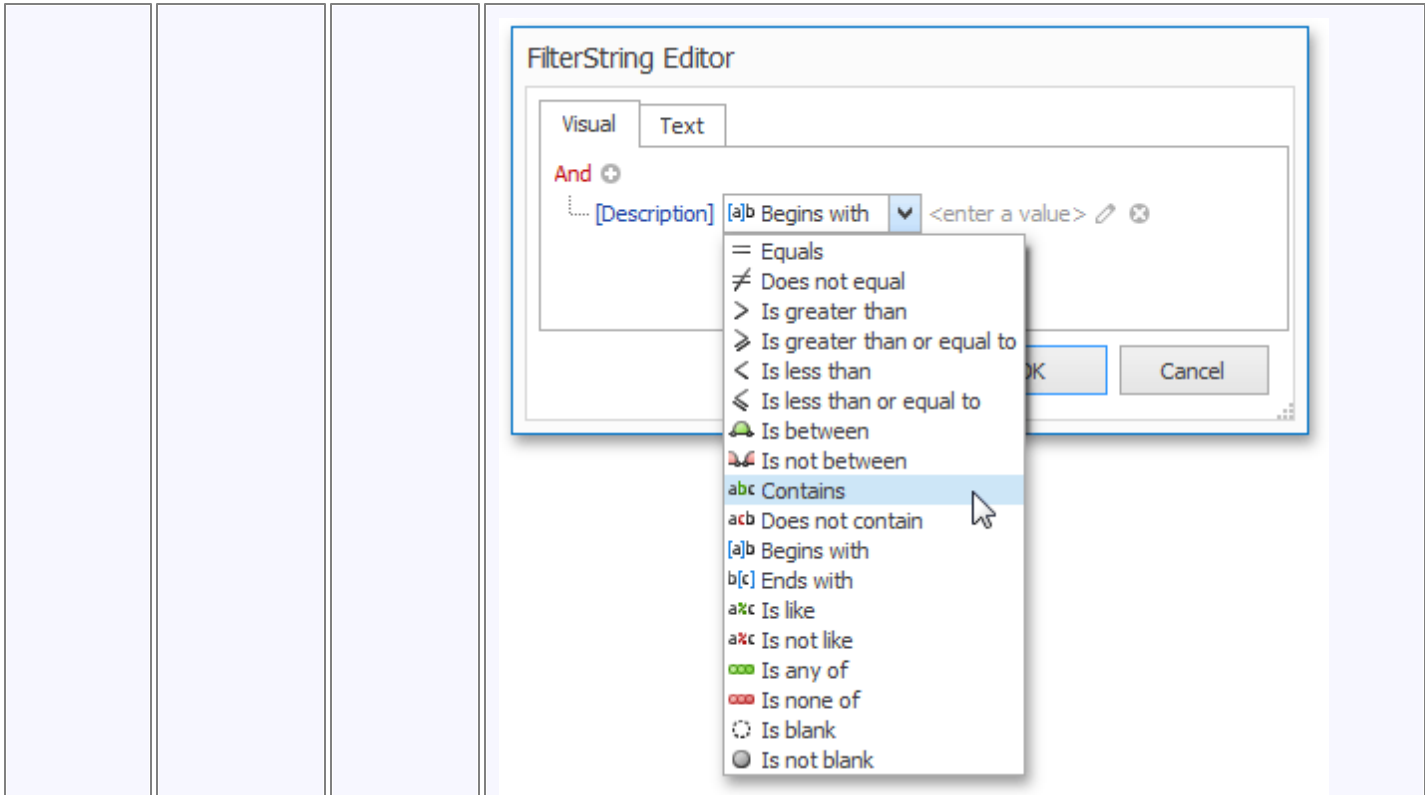 FilterString Editor
Visual Text
And
[Description] [a]b Begins with <enter a value>
= Equals
≠ Does not equal
> Is greater than
⩾ Is greater than or equal to
< Is less than
OK Cancel
⩽ Is less than or equal to
Is between
Is not between
abc Contains
acb Does not contain
[a]b Begins with
b[c] Ends with
a%c Is like
a%c Is not like
Is any of
Is none of
Is blank
Is not blank